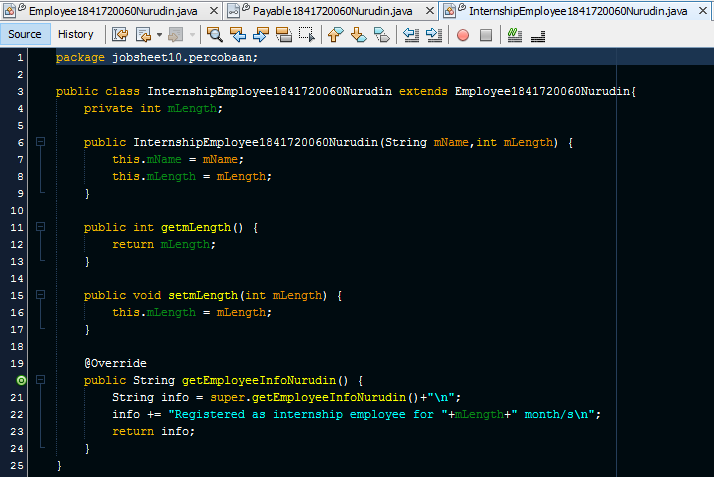 Employee1841720060Nurudin.java Payable1841720060Nurudin.java InternshipEmployee1841720060Nurudin.java
Source History
1 package jobsheet10.percobaan;
2
3 public class InternshipEmployee1841720060Nurudin extends Employee1841720060Nurudin{
4 private int mLength;
5
6 public InternshipEmployee1841720060Nurudin(String mName,int mLength) {
7 this.mName = mName;
8 this.mLength = mLength;
9 }
10
11 public int getmLength() {
12 return mLength;
13 }
14
15 public void setmLength(int mLength) {
16 this.mLength = mLength;
17 }
18
19 @Override
public String getEmployeeInfoNurudin() {
21 String info = super.getEmployeeInfoNurudin()+"\n";
22 info += "Registered as internship employee for "+mLength+" month/s\n";
23 return info;
24 }
25 }